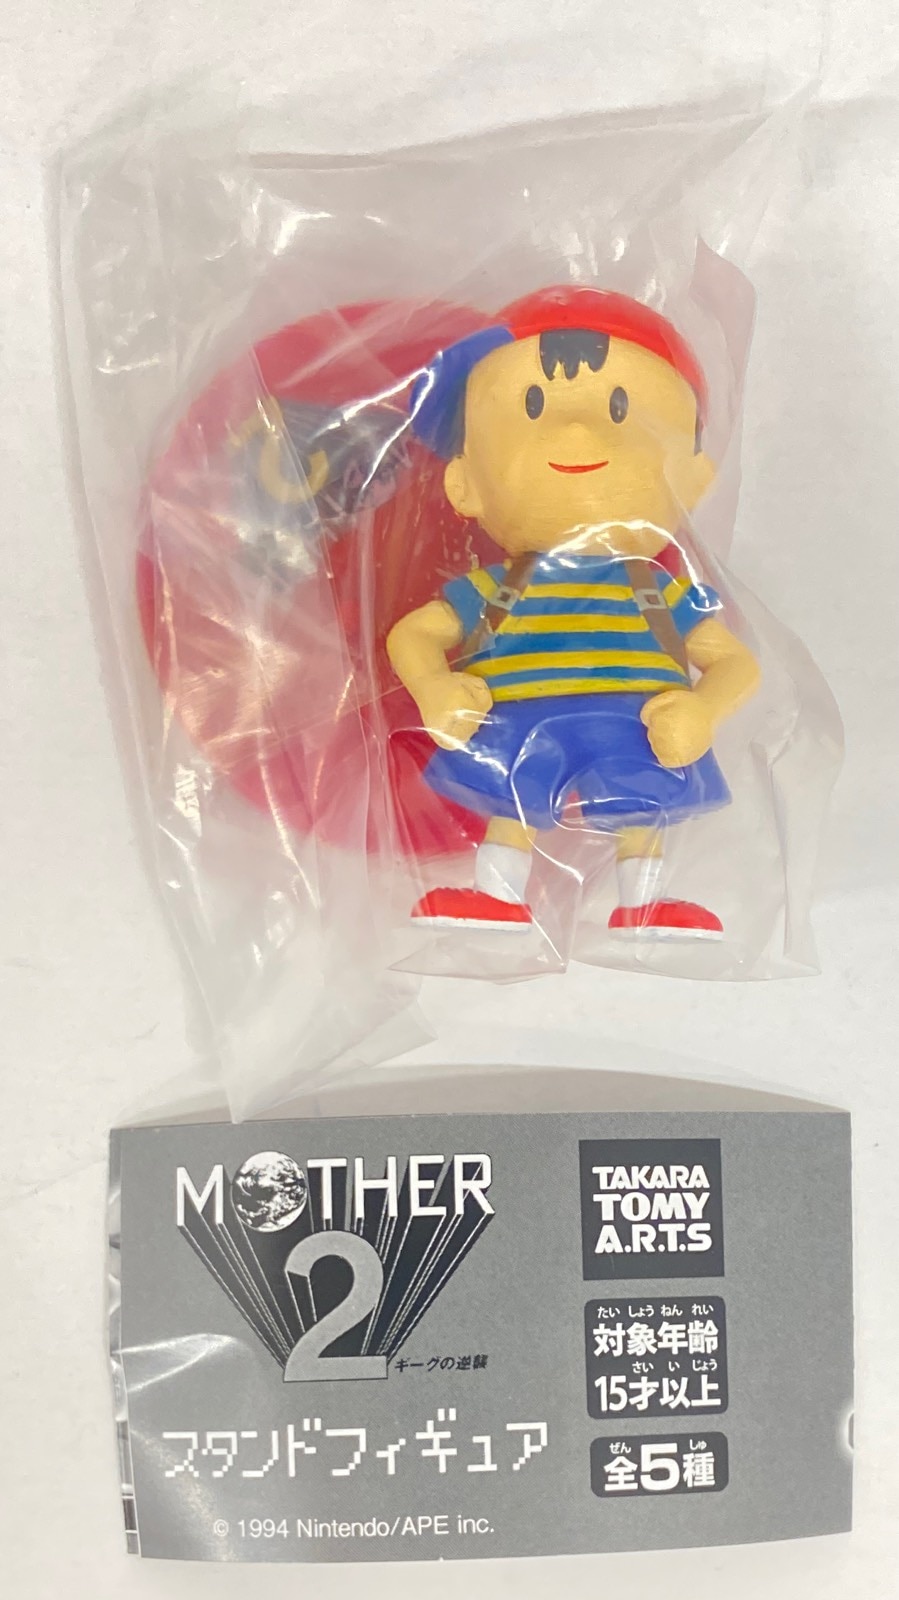 MOTHER
2
ギーグの逆襲
スタンドフィギュア
© 1994 Nintendo/APE inc.
TAKARA
TOMY
A.R.T.S
たい しょう ねん れい
対象年齢
さい い じょう
15才以上
ぜん しゅ
全5種